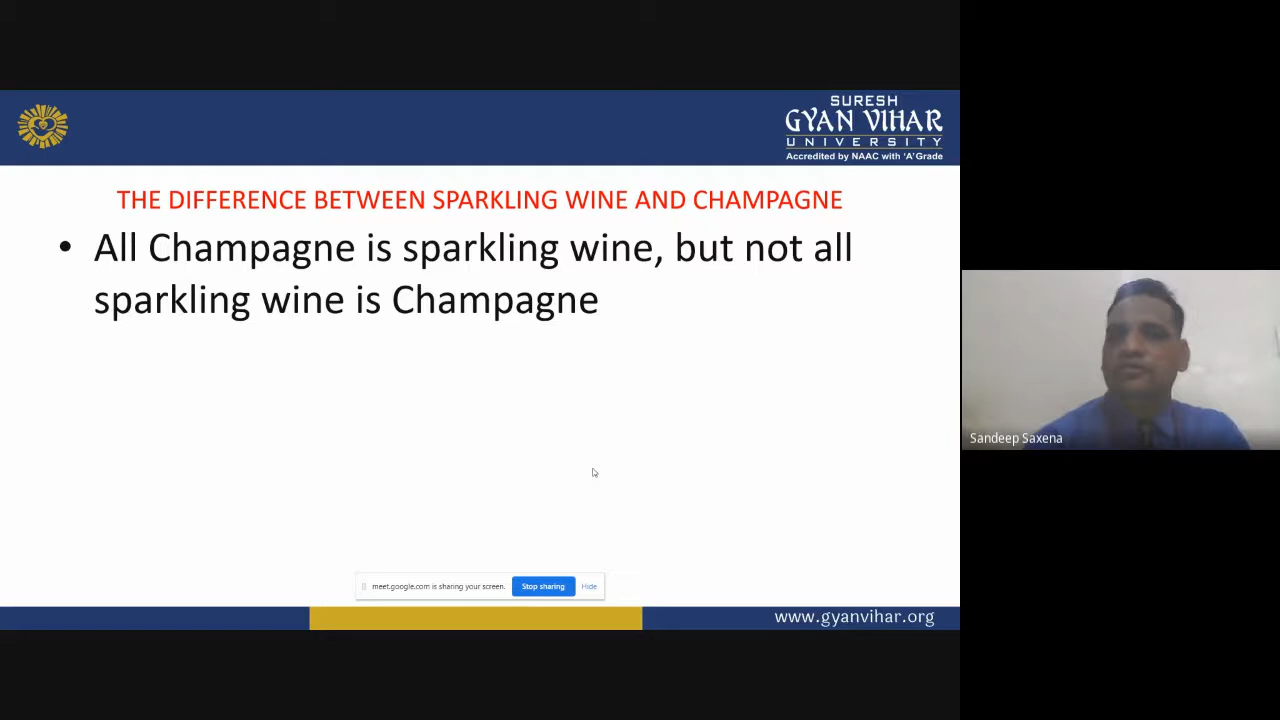 SURESH
GYAN VIHAR
UNIVERSITY
Accredited by NAAC with 'A' Grade
THE DIFFERENCE BETWEEN SPARKLING WINE AND CHAMPAGNE
• All Champagne is sparkling wine, but not all
sparkling wine is Champagne
Sandeep Saxena
meet.google.com is sharing your screen.
Stop sharing
Hide
www.gyanvihar.org